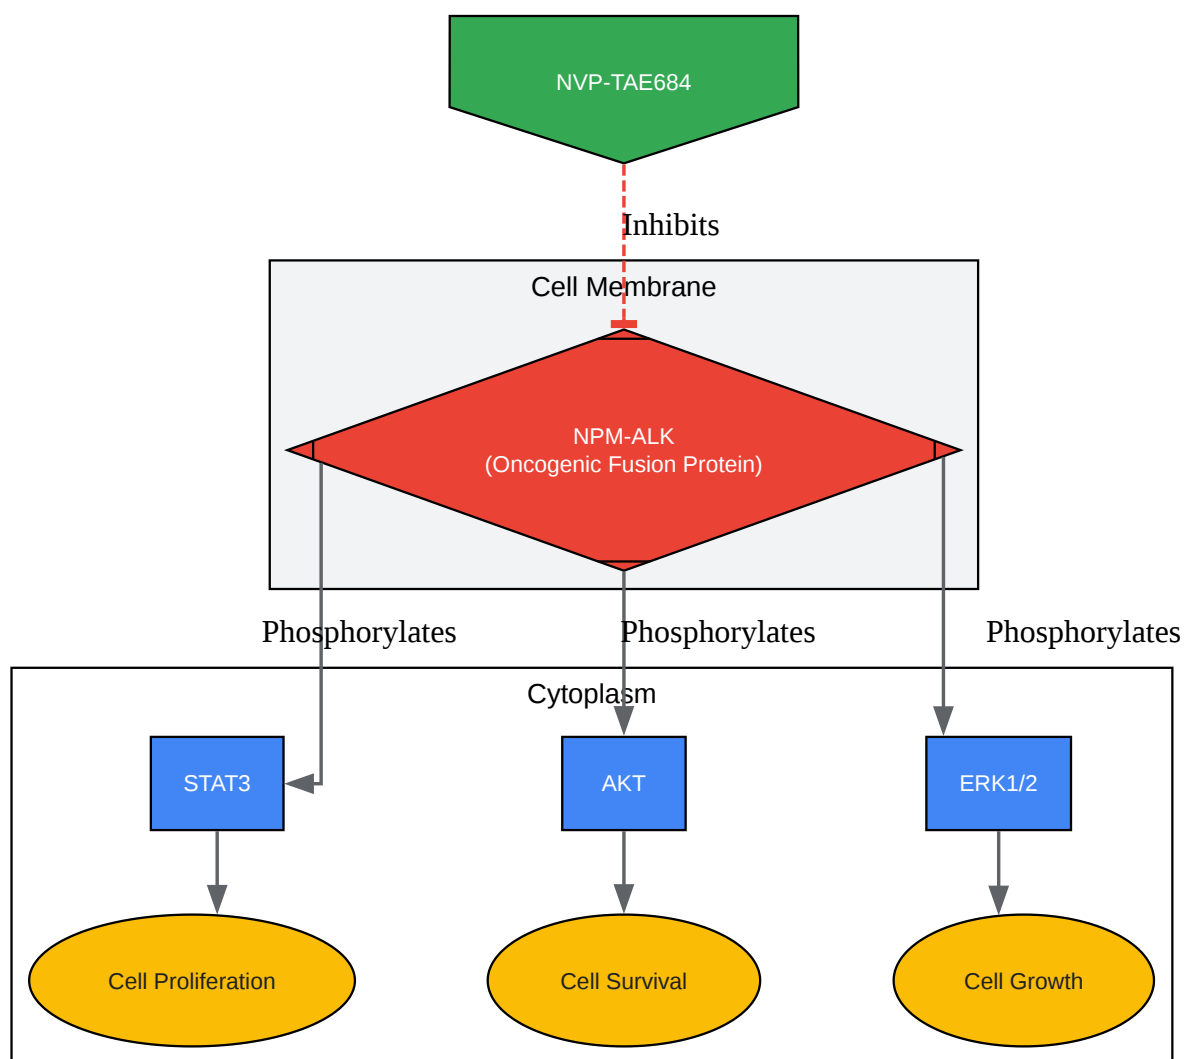 NVP-TAE684
Inhibits
Cell Membrane
NPM-ALK
(Oncogenic Fusion Protein)
Phosphorylates
Phosphorylates
Phosphorylates
Cytoplasm
STAT3
AKT
ERK1/2
Cell Proliferation
Cell Survival
Cell Growth